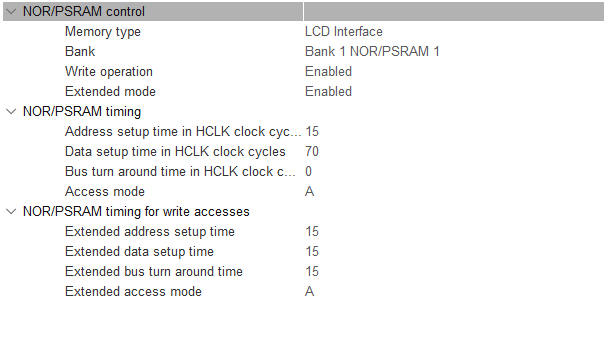 NOR/PSRAM control
Memory type LCD Interface
Bank Bank 1 NOR/PSRAM 1
Write operation Enabled
Extended mode Enabled
NOR/PSRAM timing
Address setup time in HCLK clock cyc... 15
Data setup time in HCLK clock cycles 70
Bus turn around time in HCLK clock c... 0
Access mode A
NOR/PSRAM timing for write accesses
Extended address setup time 15
Extended data setup time 15
Extended bus turn around time 15
Extended access mode A